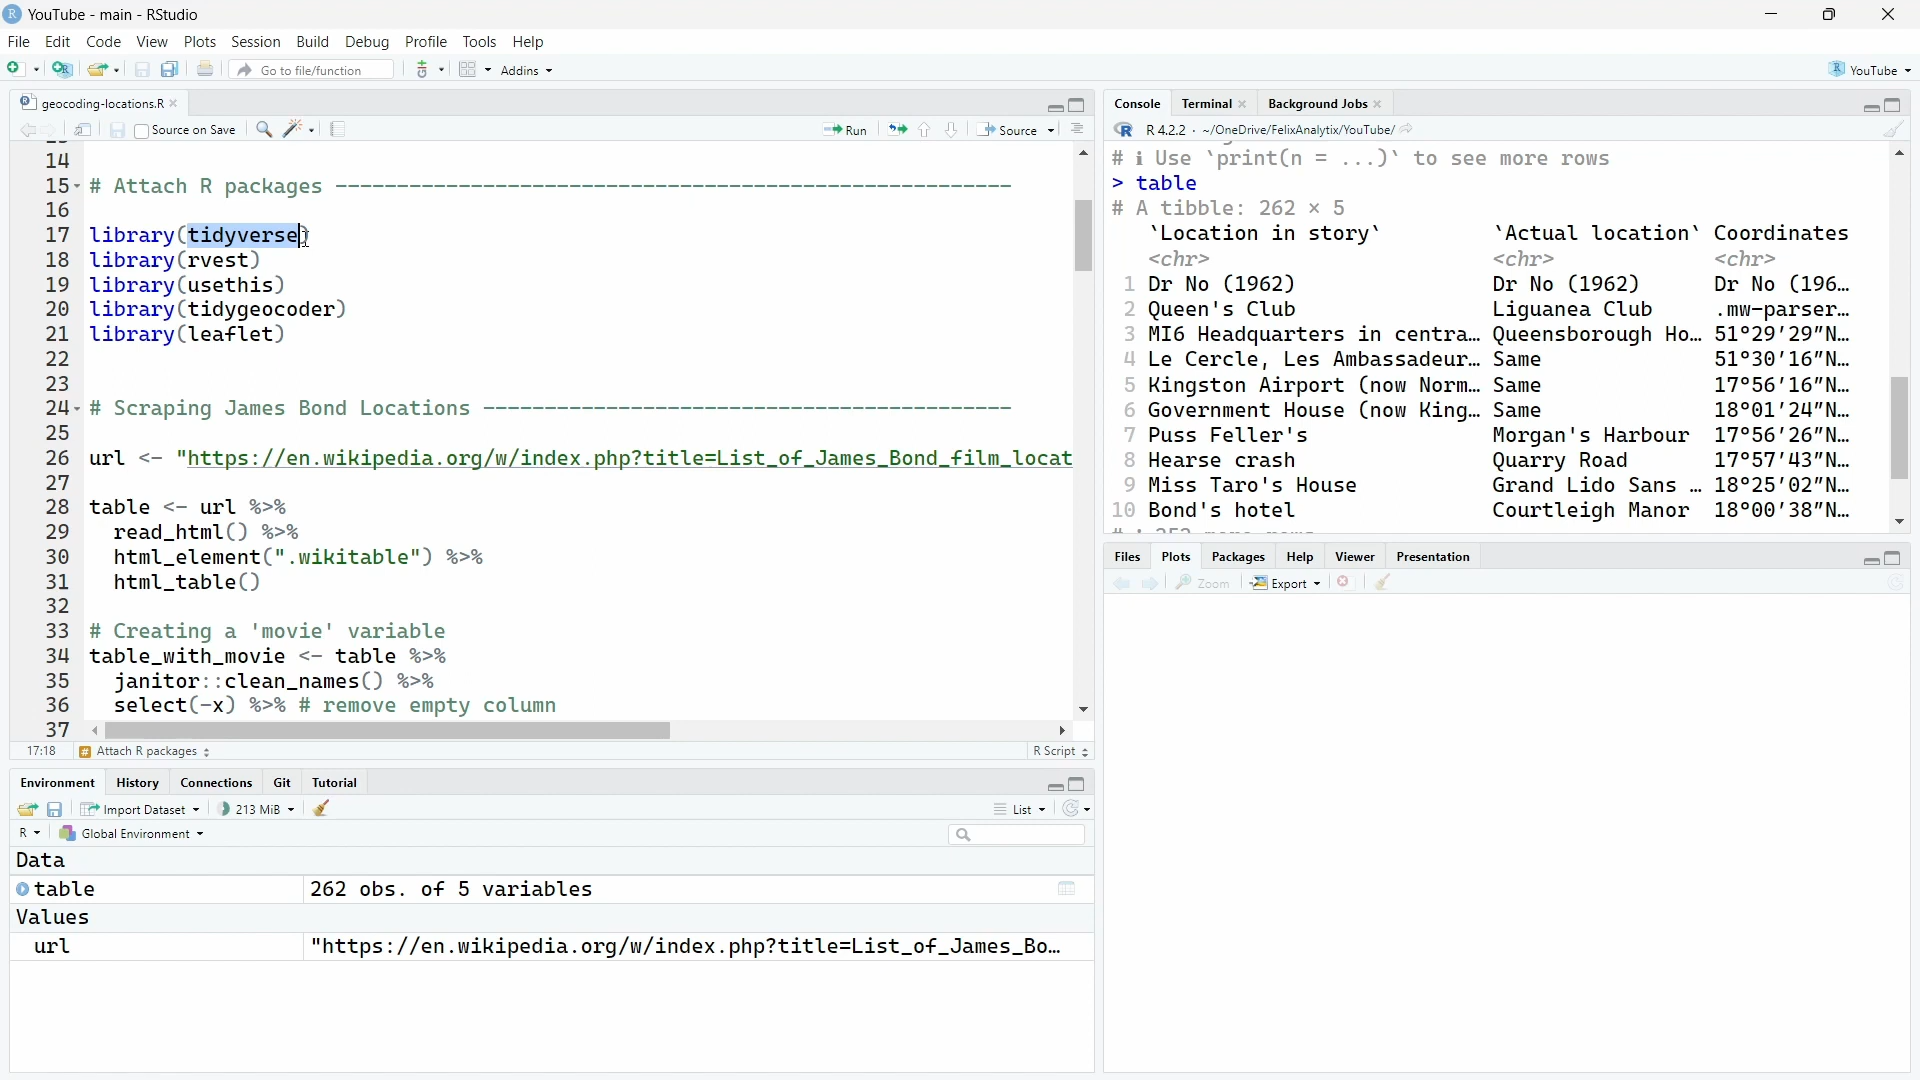 YouTube - main - RStudio
File Edit Code View Plots Session Build Debug Profile Tools Help
Go to file/function Addins YouTube
geocoding-locations.R
Source on Save Run Source
14
15 # Attach R packages -------------------------------------------------------
16
17 library(tidyverse)
18 library(rvest)
19 library(usethis)
20 library(tidygeocoder)
21 library(leaflet)
22
23
24 # Scraping James Bond Locations -------------------------------------------
25
26 url <- "https://en.wikipedia.org/w/index.php?title=List_of_James_Bond_film_locat
27
28 table <- url %>%
29 read_html() %>%
30 html_element(".wikitable") %>%
31 html_table()
32
33 # Creating a 'movie' variable
34 table_with_movie <- table %>%
35 janitor::clean_names() %>%
36 select(-x) %>% # remove empty column
37
17:18 # Attach R packages R Script
Environment History Connections Git Tutorial
Import Dataset 213 MiB List
R Global Environment
Data
table 262 obs. of 5 variables
Values
url "https://en.wikipedia.org/w/index.php?title=List_of_James_Bo…
Console Terminal Background Jobs
R 4.2.2 · ~/OneDrive/FelixAnalytix/YouTube/
# ℹ Use `print(n = ...)` to see more rows
> table
# A tibble: 262 × 5
`Location in story` `Actual location` Coordinates
<chr> <chr> <chr>
1 Dr No (1962) Dr No (1962) Dr No (196…
2 Queen's Club Liguanea Club .mw-parser…
3 MI6 Headquarters in centra… Queensborough Ho… 51°29′29″N…
4 Le Cercle, Les Ambassadeur… Same 51°30′16″N…
5 Kingston Airport (now Norm… Same 17°56′16″N…
6 Government House (now King… Same 18°01′24″N…
7 Puss Feller's Morgan's Harbour 17°56′26″N…
8 Hearse crash Quarry Road 17°57′43″N…
9 Miss Taro's House Grand Lido Sans … 18°25′02″N…
10 Bond's hotel Courtleigh Manor 18°00′38″N…
Files Plots Packages Help Viewer Presentation
Zoom Export